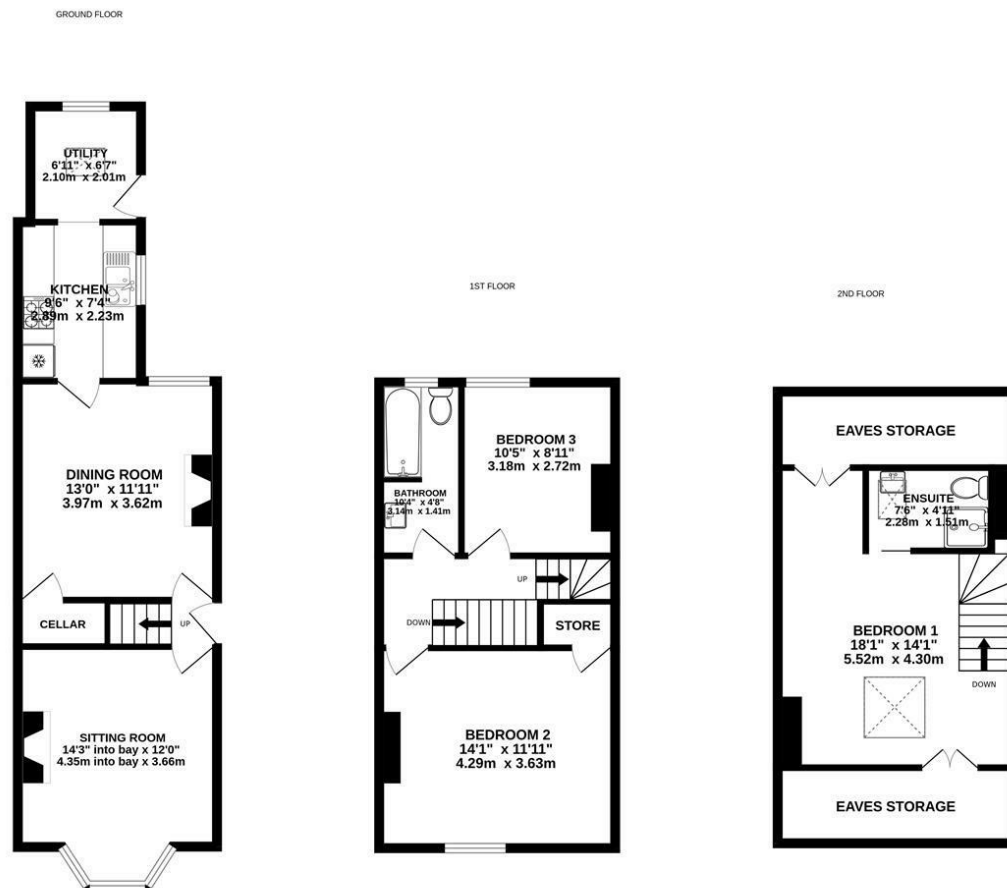 GROUND FLOOR
UTILITY
6'11" x 6'7"
2.10m x 2.01m
KITCHEN
9'6" x 7'4"
2.89m x 2.23m
DINING ROOM
13'0" x 11'11"
3.97m x 3.62m
CELLAR
UP
SITTING ROOM
14'3" into bay x 12'0"
4.35m into bay x 3.66m
1ST FLOOR
BEDROOM 3
10'5" x 8'11"
3.18m x 2.72m
BATHROOM
10'4" x 4'8"
3.14m x 1.41m
UP
DOWN
STORE
BEDROOM 2
14'1" x 11'11"
4.29m x 3.63m
2ND FLOOR
EAVES STORAGE
ENSUITE
7'6" x 4'11"
2.28m x 1.51m
BEDROOM 1
18'1" x 14'1"
5.52m x 4.30m
DOWN
EAVES STORAGE